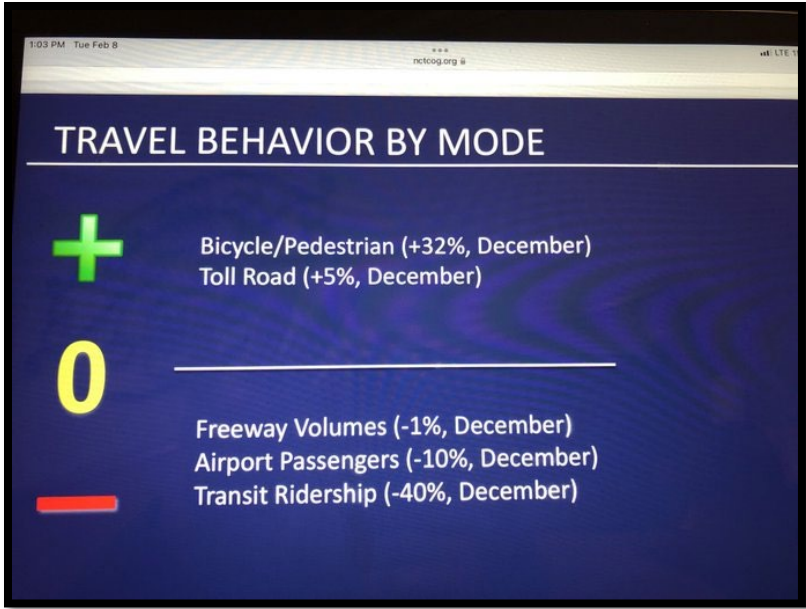 1:03 PM Tue Feb 8
nctcog.org
LTE
TRAVEL BEHAVIOR BY MODE
Bicycle/Pedestrian (+32%, December)
Toll Road (+5%, December)
0
Freeway Volumes (-1%, December)
Airport Passengers (-10%, December)
Transit Ridership (-40%, December)